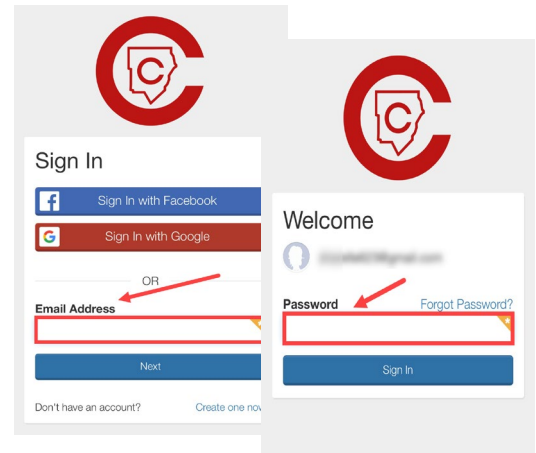 C
Sign In
Sign In with Facebook
Sign In with Google
OR
Email Address
Next
Don't have an account? Create one now
C
Welcome
Password Forgot Password?
Sign In